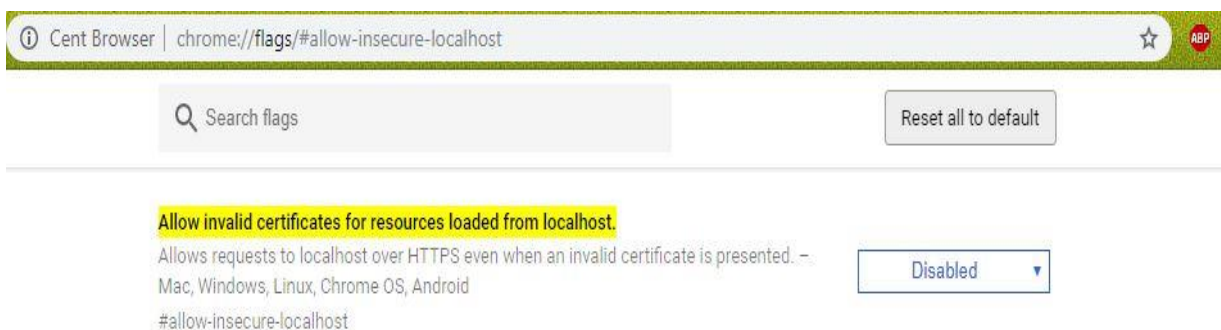 Cent Browser | chrome://flags/#allow-insecure-localhost
ABP
Search flags
Reset all to default
Allow invalid certificates for resources loaded from localhost.
Allows requests to localhost over HTTPS even when an invalid certificate is presented. –
Mac, Windows, Linux, Chrome OS, Android
#allow-insecure-localhost
Disabled